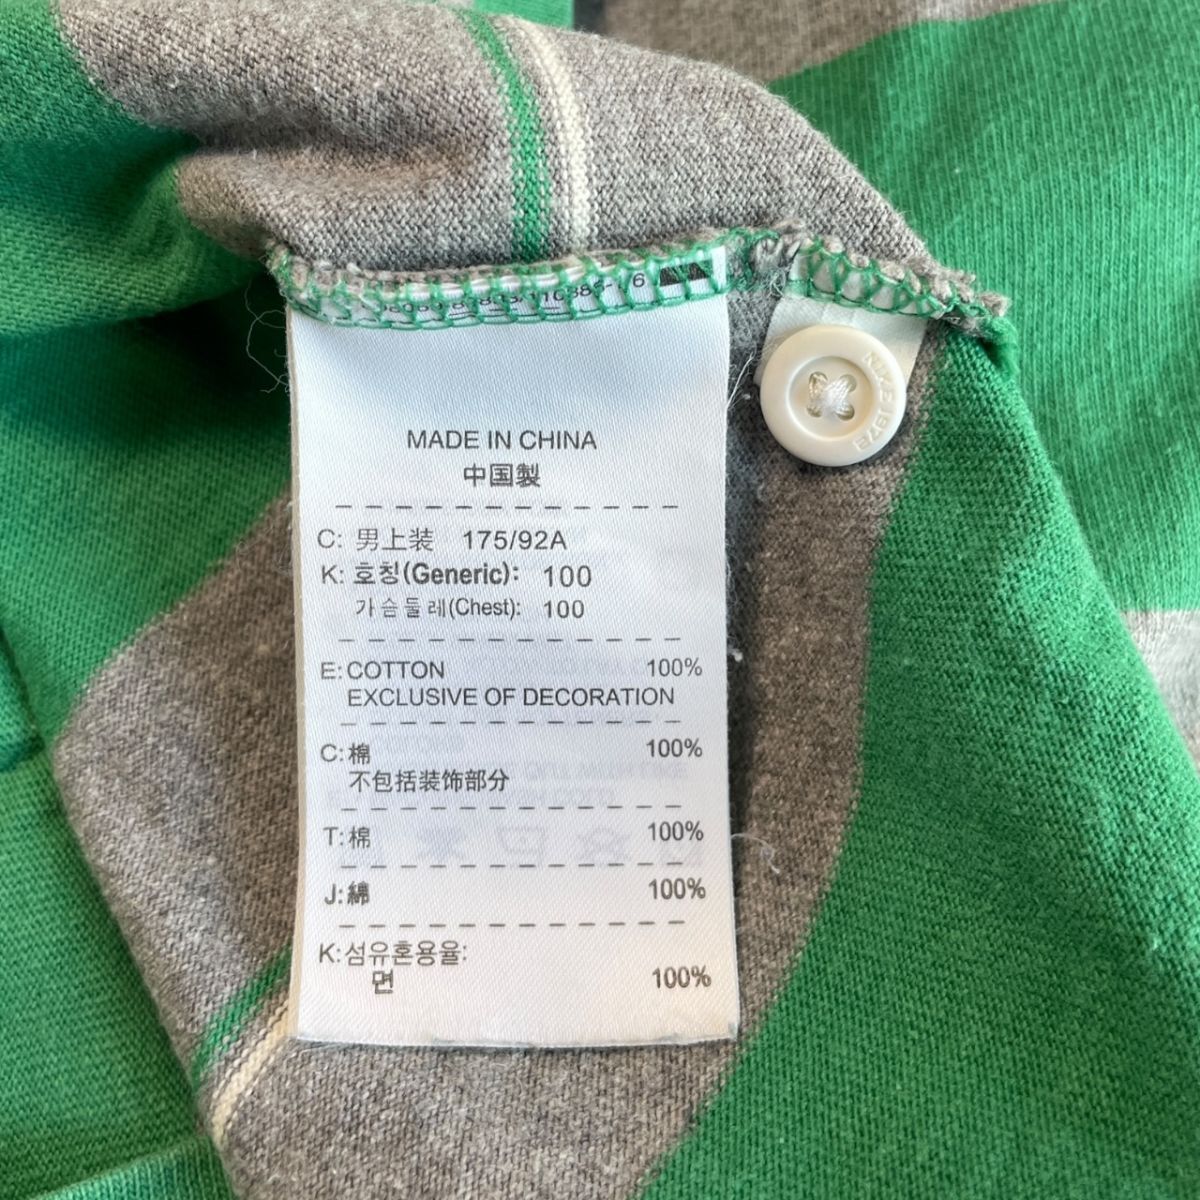 NIKE 1978
MADE IN CHINA
中国製
C: 男上装 175/92A
K: 호칭(Generic): 100
가슴둘레(Chest): 100
E: COTTON 100%
EXCLUSIVE OF DECORATION
C: 棉 100%
不包括装饰部分
T: 棉 100%
J: 綿 100%
K: 섬유혼용율:
면 100%